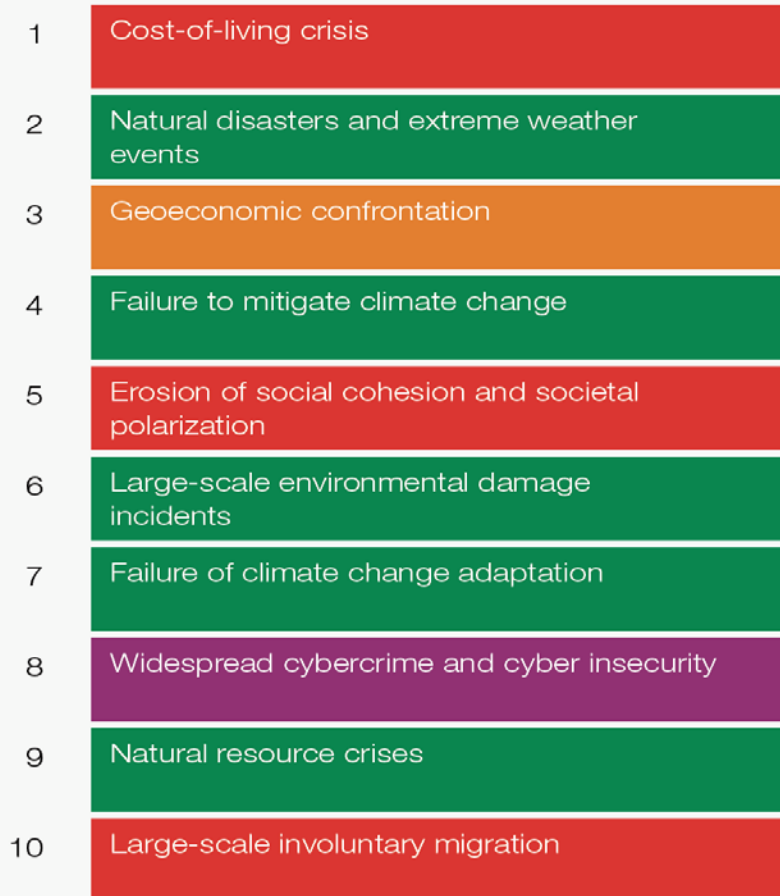 1 Cost-of-living crisis
2 Natural disasters and extreme weather
events
3 Geoeconomic confrontation
4 Failure to mitigate climate change
5 Erosion of social cohesion and societal
polarization
6 Large-scale environmental damage
incidents
7 Failure of climate change adaptation
8 Widespread cybercrime and cyber insecurity
9 Natural resource crises
10 Large-scale involuntary migration